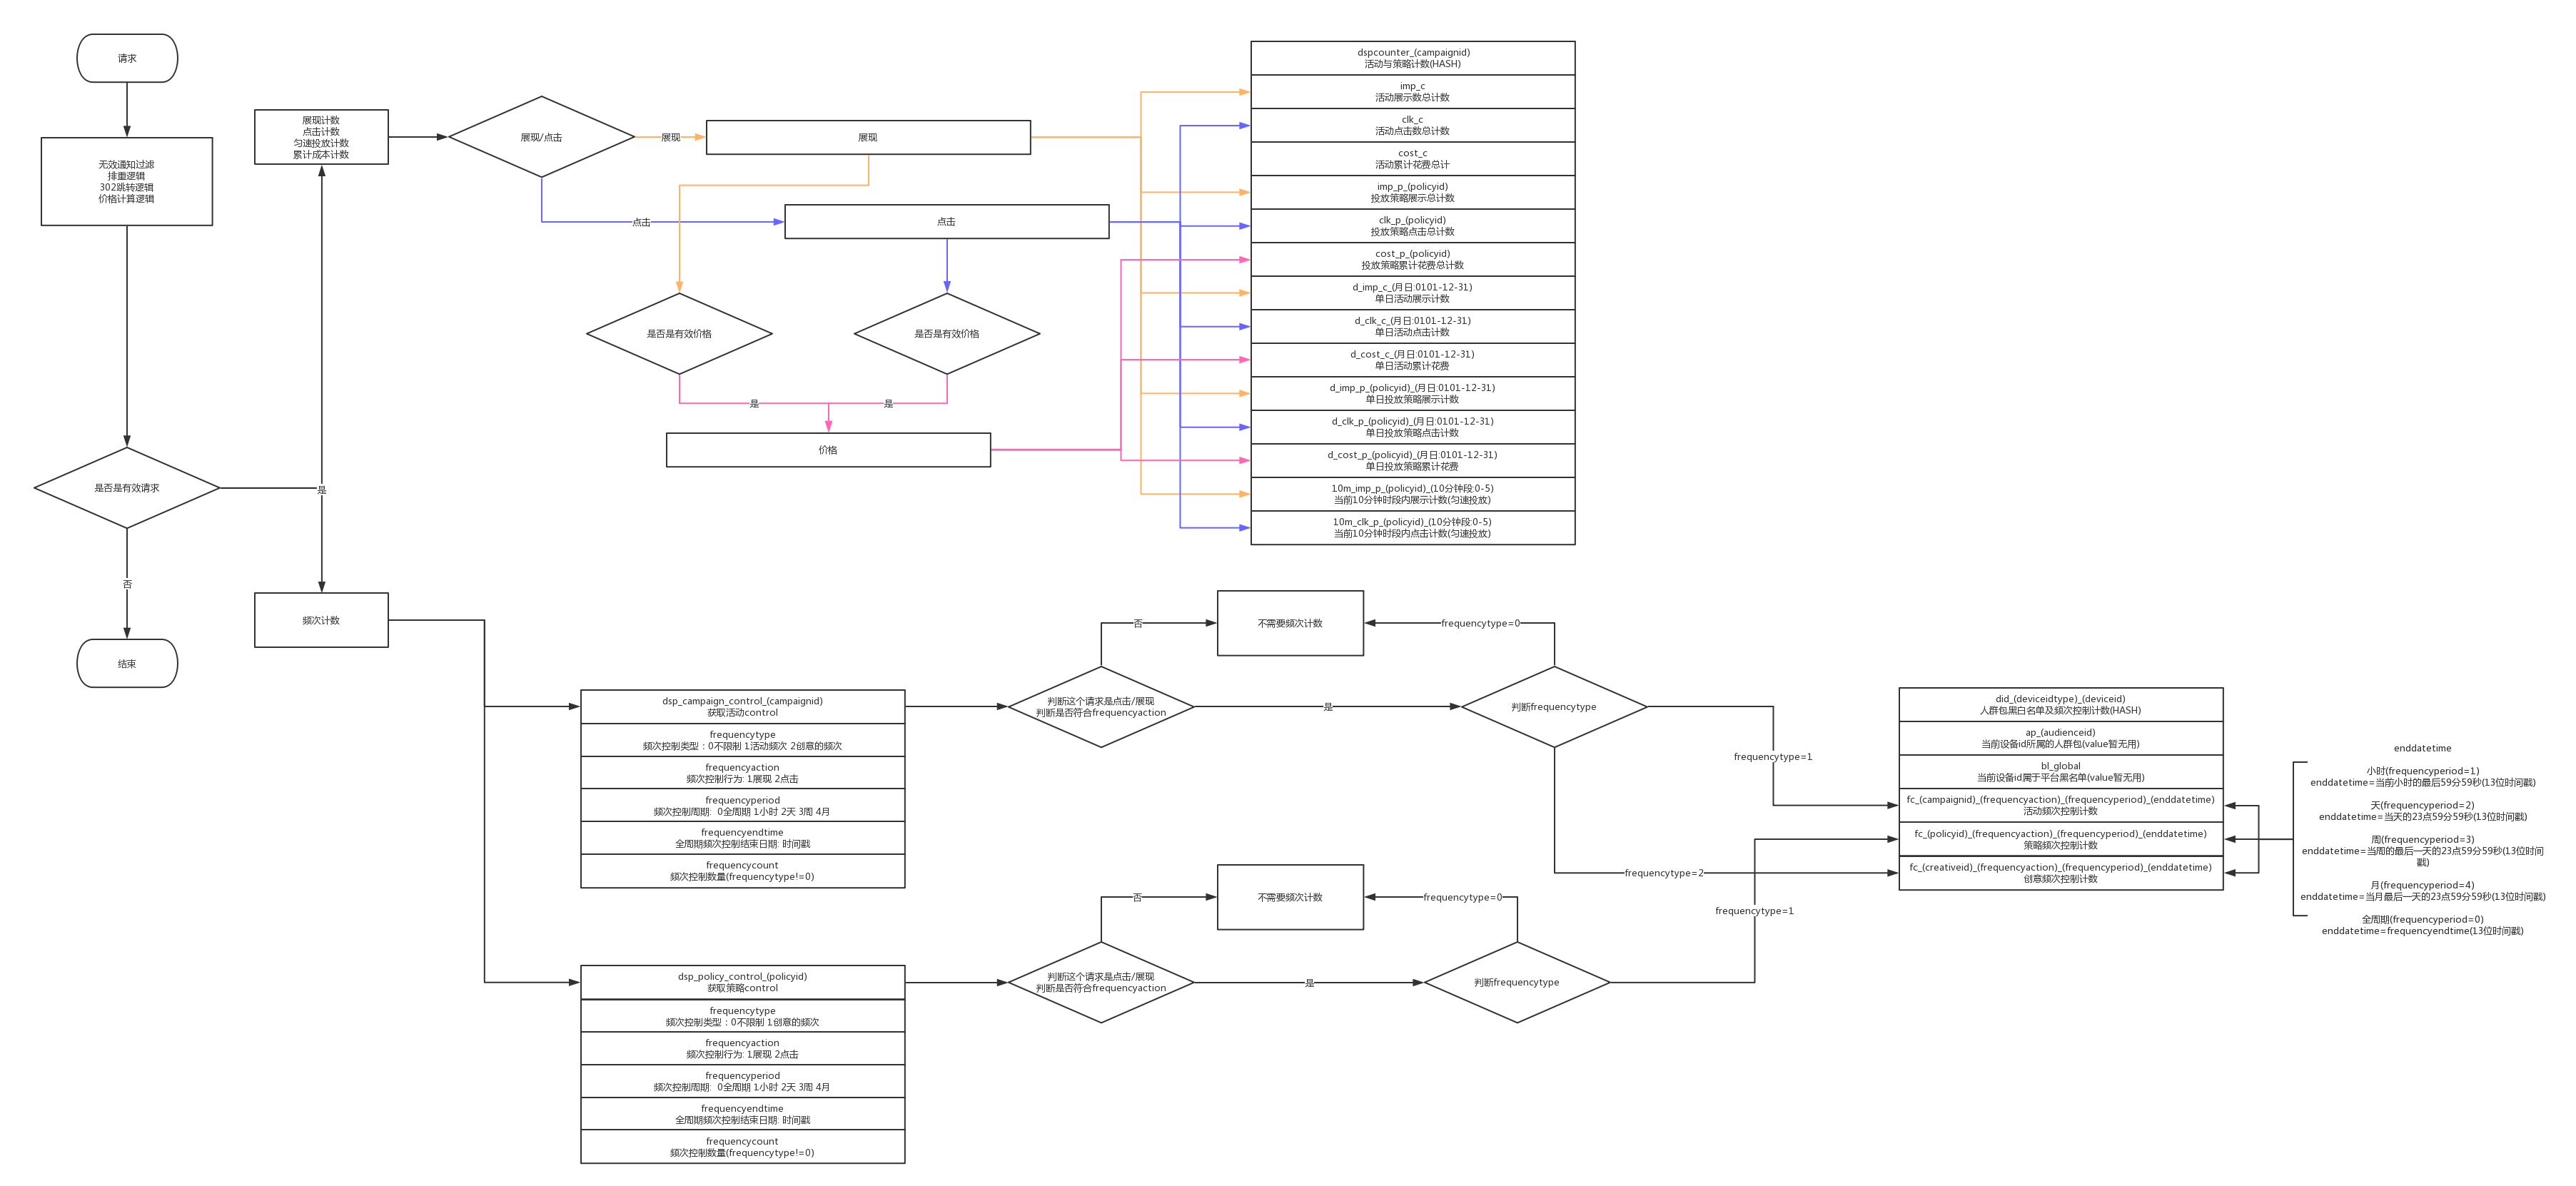 请求
无效通知过滤
排重逻辑
302跳转逻辑
价格计算逻辑
是否是有效请求
是
否
结束
展现计数
点击计数
匀速投放计数
累计成本计数
展现/点击
展现
展现
点击
点击
是否是有效价格
是否是有效价格
是
是
价格
dspcounter_(campaignid)
活动与策略计数(HASH)
imp_c
活动展示数总计数
clk_c
活动点击数总计数
cost_c
活动累计花费总计
imp_p_(policyid)
投放策略展示总计数
clk_p_(policyid)
投放策略点击总计数
cost_p_(policyid)
投放策略累计花费总计数
d_imp_c_(月日:0101-12-31)
单日活动展示计数
d_clk_c_(月日:0101-12-31)
单日活动点击计数
d_cost_c_(月日:0101-12-31)
单日活动累计花费
d_imp_p_(policyid)_(月日:0101-12-31)
单日投放策略展示计数
d_clk_p_(policyid)_(月日:0101-12-31)
单日投放策略点击计数
d_cost_p_(policyid)_(月日:0101-12-31)
单日投放策略累计花费
10m_imp_p_(policyid)_(10分钟段:0-5)
当前10分钟时段内展示计数(匀速投放)
10m_clk_p_(policyid)_(10分钟段:0-5)
当前10分钟时段内点击计数(匀速投放)
频次计数
dsp_campaign_control_(campaignid)
获取活动control
frequencytype
频次控制类型：0不限制 1活动频次 2创意的频次
frequencyaction
频次控制行为: 1展现 2点击
frequencyperiod
频次控制周期:  0全周期 1小时 2天 3周 4月
frequencyendtime
全周期频次控制结束日期: 时间戳
frequencycount
频次控制数量(frequencytype!=0)
判断这个请求是点击/展现
判断是否符合frequencyaction
否
不需要频次计数
frequencytype=0
是
判断frequencytype
frequencytype=1
frequencytype=2
dsp_policy_control_(policyid)
获取策略control
frequencytype
频次控制类型：0不限制 1创意的频次
frequencyaction
频次控制行为: 1展现 2点击
frequencyperiod
频次控制周期:  0全周期 1小时 2天 3周 4月
frequencyendtime
全周期频次控制结束日期: 时间戳
frequencycount
频次控制数量(frequencytype!=0)
判断这个请求是点击/展现
判断是否符合frequencyaction
否
不需要频次计数
frequencytype=0
是
判断frequencytype
frequencytype=1
did_(deviceidtype)_(deviceid)
人群包黑白名单及频次控制计数(HASH)
ap_(audienceid)
当前设备id所属的人群包(value暂无用)
bl_global
当前设备id属于平台黑名单(value暂无用)
fc_(campaignid)_(frequencyaction)_(frequencyperiod)_(enddatetime)
活动频次控制计数
fc_(policyid)_(frequencyaction)_(frequencyperiod)_(enddatetime)
策略频次控制计数
fc_(creativeid)_(frequencyaction)_(frequencyperiod)_(enddatetime)
创意频次控制计数
enddatetime
小时(frequencyperiod=1)
enddatetime=当前小时的最后59分59秒(13位时间戳)
天(frequencyperiod=2)
enddatetime=当天的23点59分59秒(13位时间戳)
周(frequencyperiod=3)
enddatetime=当周的最后一天的23点59分59秒(13位时间
戳)
月(frequencyperiod=4)
enddatetime=当月最后一天的23点59分59秒(13位时间戳)
全周期(frequencyperiod=0)
enddatetime=frequencyendtime(13位时间戳)